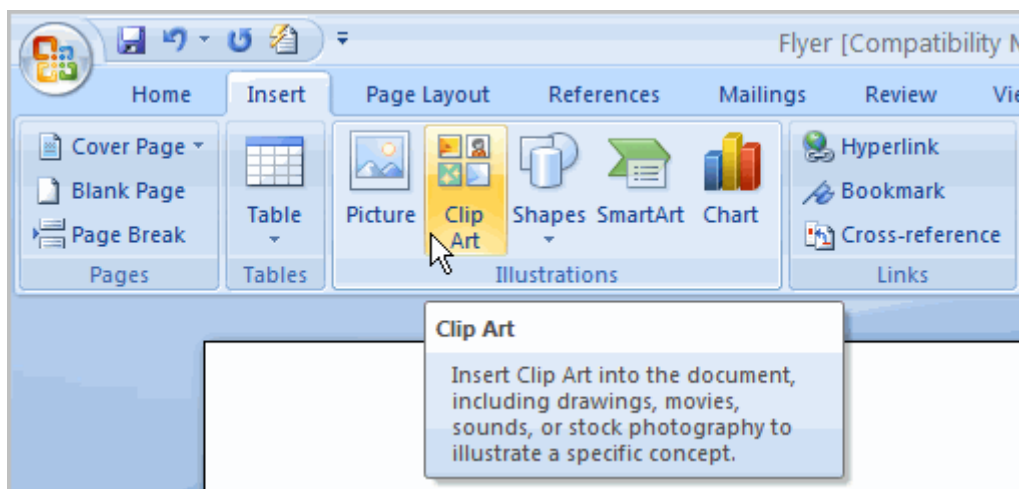 Flyer [Compatibility
Home Insert Page Layout References Mailings Review
Cover Page
Blank Page
Page Break
Pages
Table
Tables
Picture
Clip
Art
Shapes
SmartArt
Chart
Illustrations
Hyperlink
Bookmark
Cross-reference
Links
Clip Art
Insert Clip Art into the document,
including drawings, movies,
sounds, or stock photography to
illustrate a specific concept.